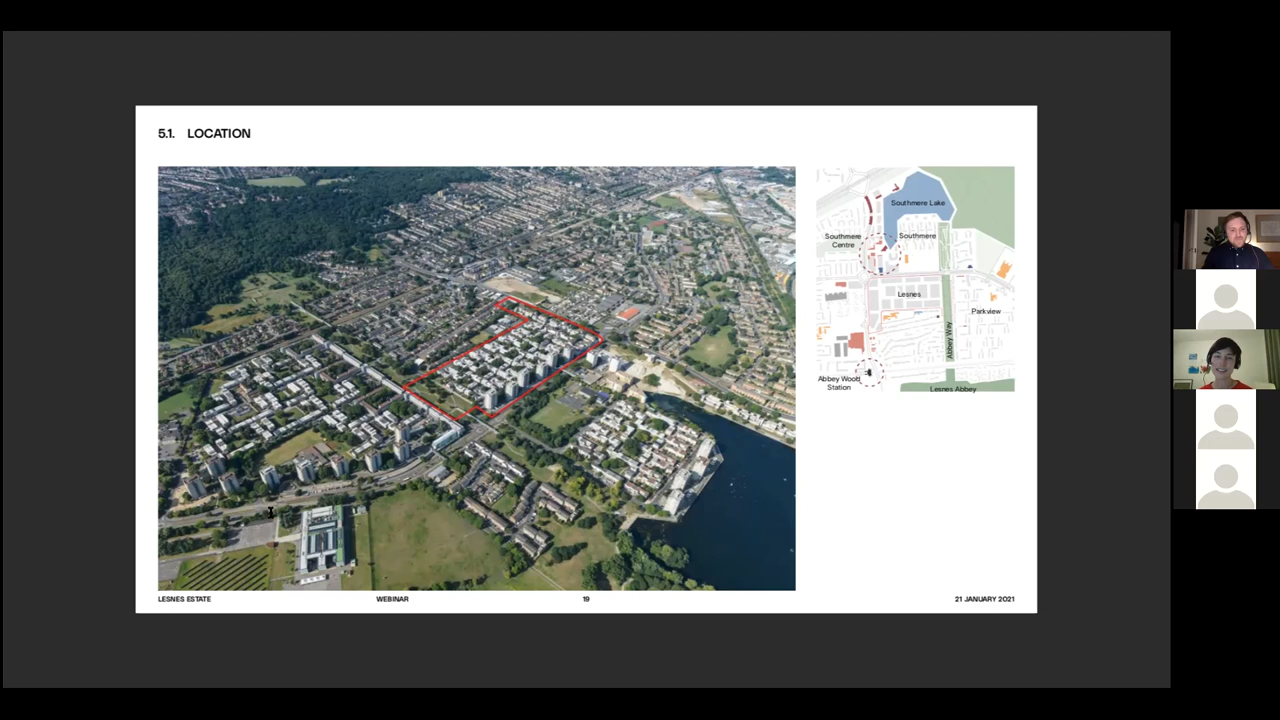 5.1. LOCATION
Southmere Lake
Southmere
Centre
Southmere
Lesnes
Parkview
Abbey Way
Abbey Wood
Station
Lesnes Abbey
LESNES ESTATE
WEBINAR
19
21 JANUARY 2021